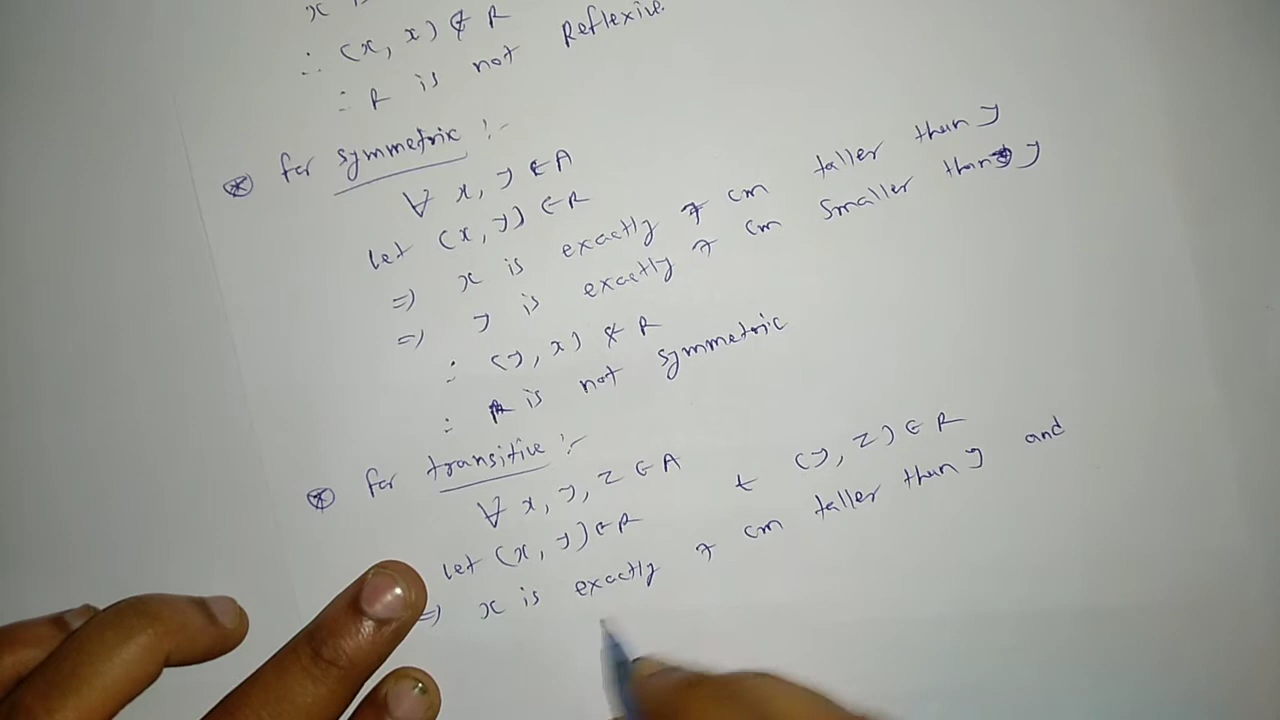 x
∴ (x, x) ∉ R
∴ R is not Reflexive.
⊛ for symmetric :-
∀ x, y ∈ A
let (x, y) ∈ R
⇒ x is exactly 7 cm taller than y
⇒ y is exactly 7 cm smaller than y
∴ (y, x) ∉ R
∴ R is not symmetric
⊛ for transitive :-
∀ x, y, z ∈ A
let (x, y) ∈ R & (y, z) ∈ R
⇒ x is exactly 7 cm taller than y and